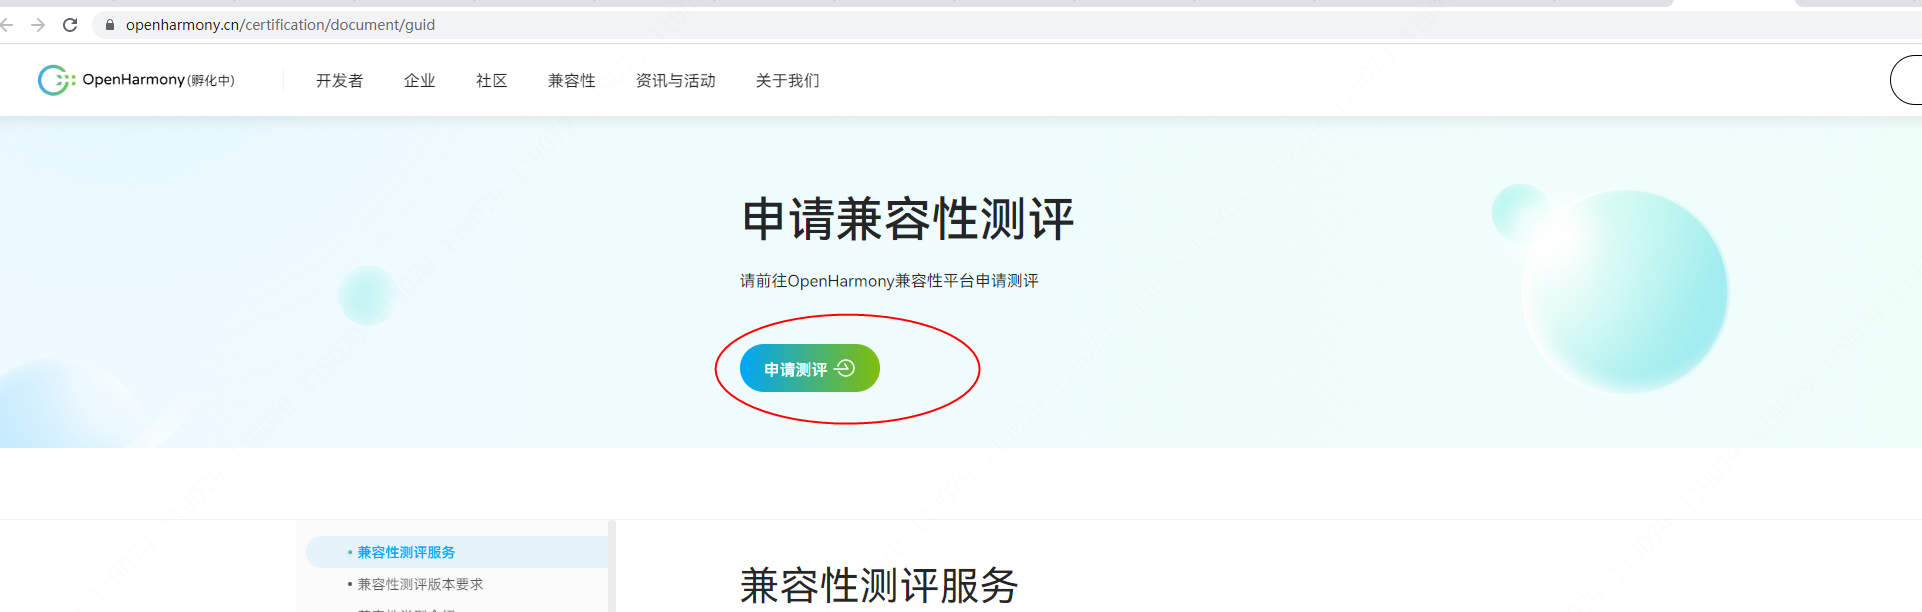 openharmony.cn/certification/document/guid
OpenHarmony(孵化中) 开发者 企业 社区 兼容性 资讯与活动 关于我们
申请兼容性测评
请前往OpenHarmony兼容性平台申请测评
申请测评
兼容性测评服务
兼容性测评版本要求
兼容性测评服务
119079